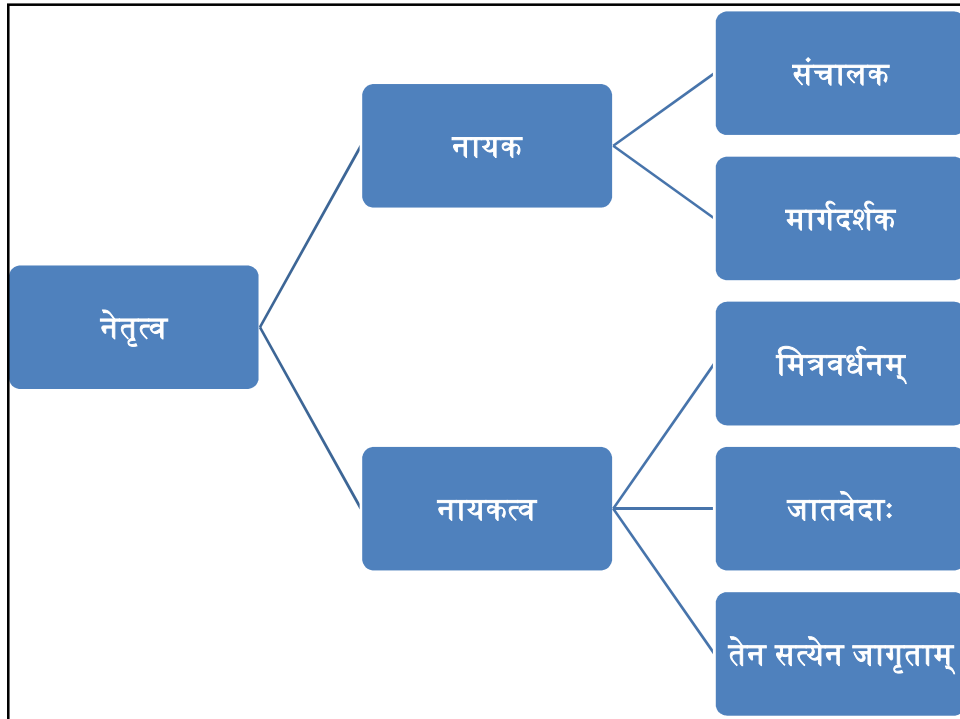 संचालक
नायक
मार्गदर्शक
नेतृत्व
मित्रवर्धनम्
नायकत्व
जातवेदाः
तेन सत्येन जागृताम्